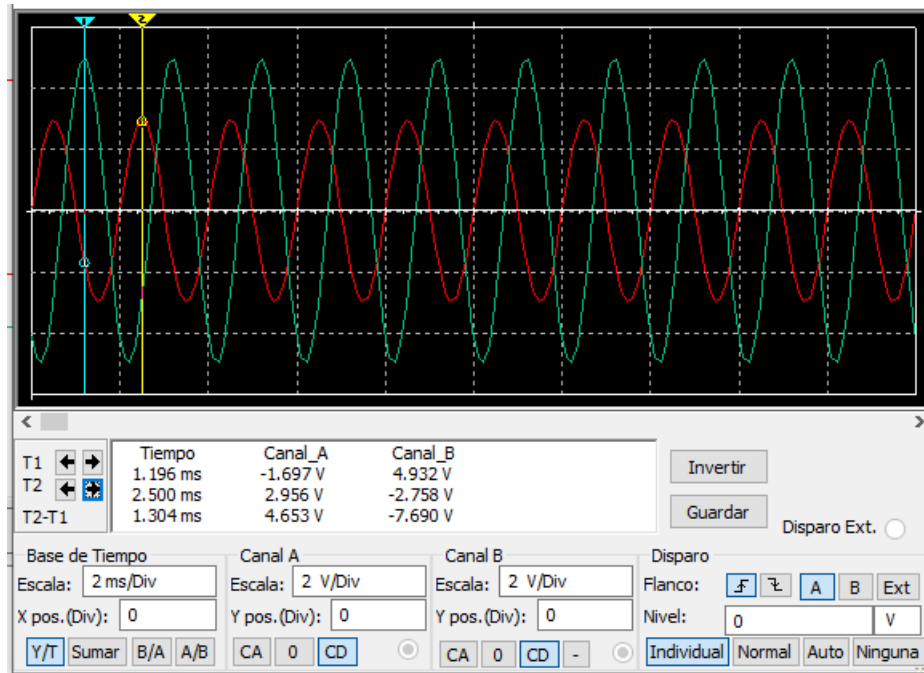 1 2
Tiempo Canal_A Canal_B
T1 1.196 ms -1.697 V 4.932 V
T2 2.500 ms 2.956 V -2.758 V
T2-T1 1.304 ms 4.653 V -7.690 V
Invertir
Guardar
Disparo Ext.
Base de Tiempo Canal A Canal B Disparo
Escala: 2 ms/Div Escala: 2 V/Div Escala: 2 V/Div Flanco: A B Ext
X pos.(Div): 0 Y pos.(Div): 0 Y pos.(Div): 0 Nivel: 0 V
Y/T Sumar B/A A/B CA 0 CD CA 0 CD - Individual Normal Auto Ninguna